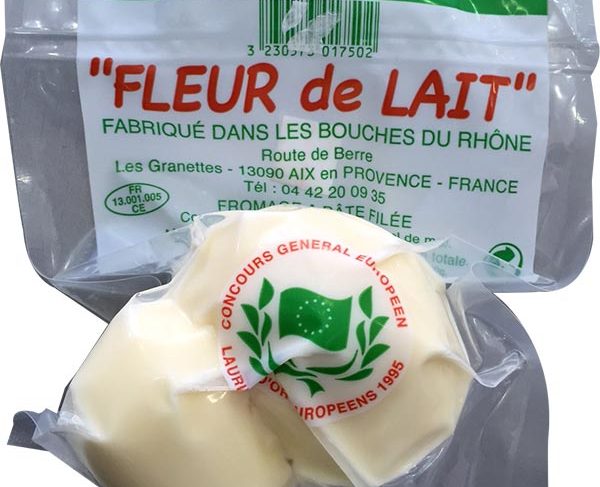 3 230975 017502
"FLEUR de LAIT"
FABRIQUÉ DANS LES BOUCHES DU RHÔNE
Route de Berre
Les Granettes - 13090 AIX en PROVENCE - FRANCE
Tél : 04 42 20 09 35
FR
13.001.005
CE
FROMAGE A PÂTE FILÉE
totale.
CONCOURS GENERAL EUROPEEN
EUROPEENS 1995